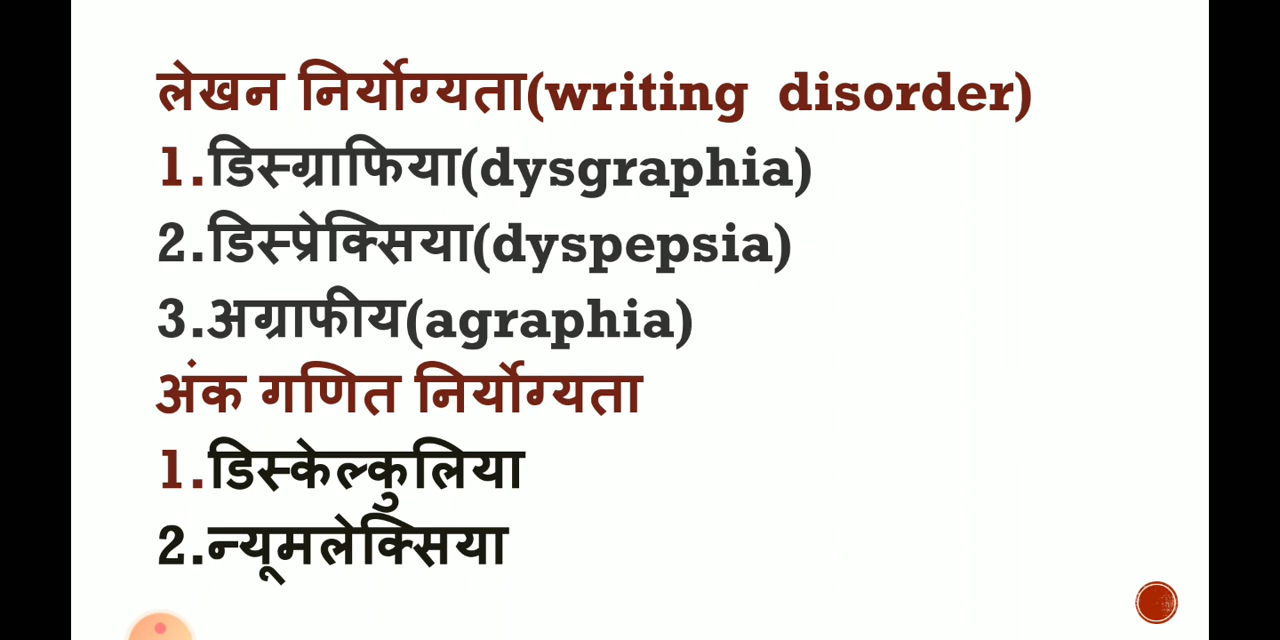 लेखन निर्योग्यता(writing disorder)
1.डिस्ग्राफिया(dysgraphia)
2.डिस्प्रेक्सिया(dyspepsia)
3.अग्राफीय(agraphia)
अंक गणित निर्योग्यता
1.डिस्केल्कुलिया
2.न्यूमलेक्सिया